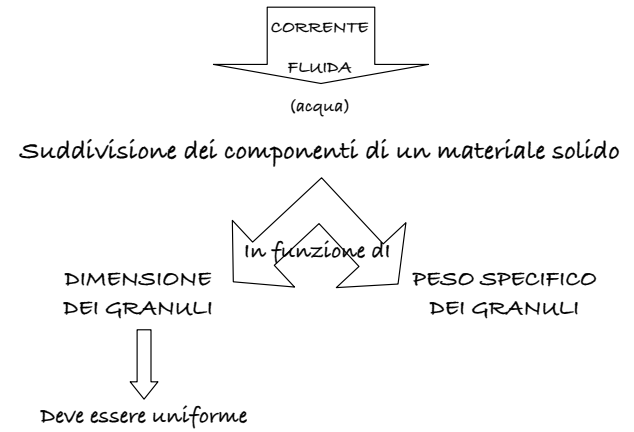 CORRENTE
FLUIDA
(acqua)
Suddivisione dei componenti di un materiale solido
In funzione dI
DIMENSIONE
DEI GRANULI
PESO SPECIFICO
DEI GRANULI
Deve essere uniforme